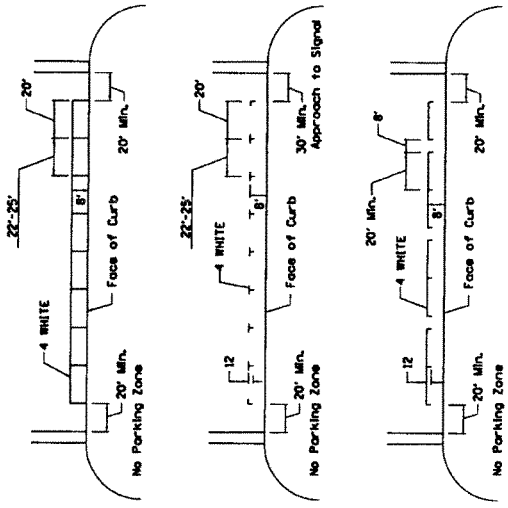 20'
22'-25'
4 WHITE
8'
Face of Curb
20' Min.
20' Min.
No Parking Zone
20'
22'-25'
4 WHITE
8'
12
Face of Curb
30' Min.
Approach to Signal
20' Min.
No Parking Zone
8'
20' Min.
4 WHITE
8'
12
Face of Curb
20' Min.
20' Min.
No Parking Zone